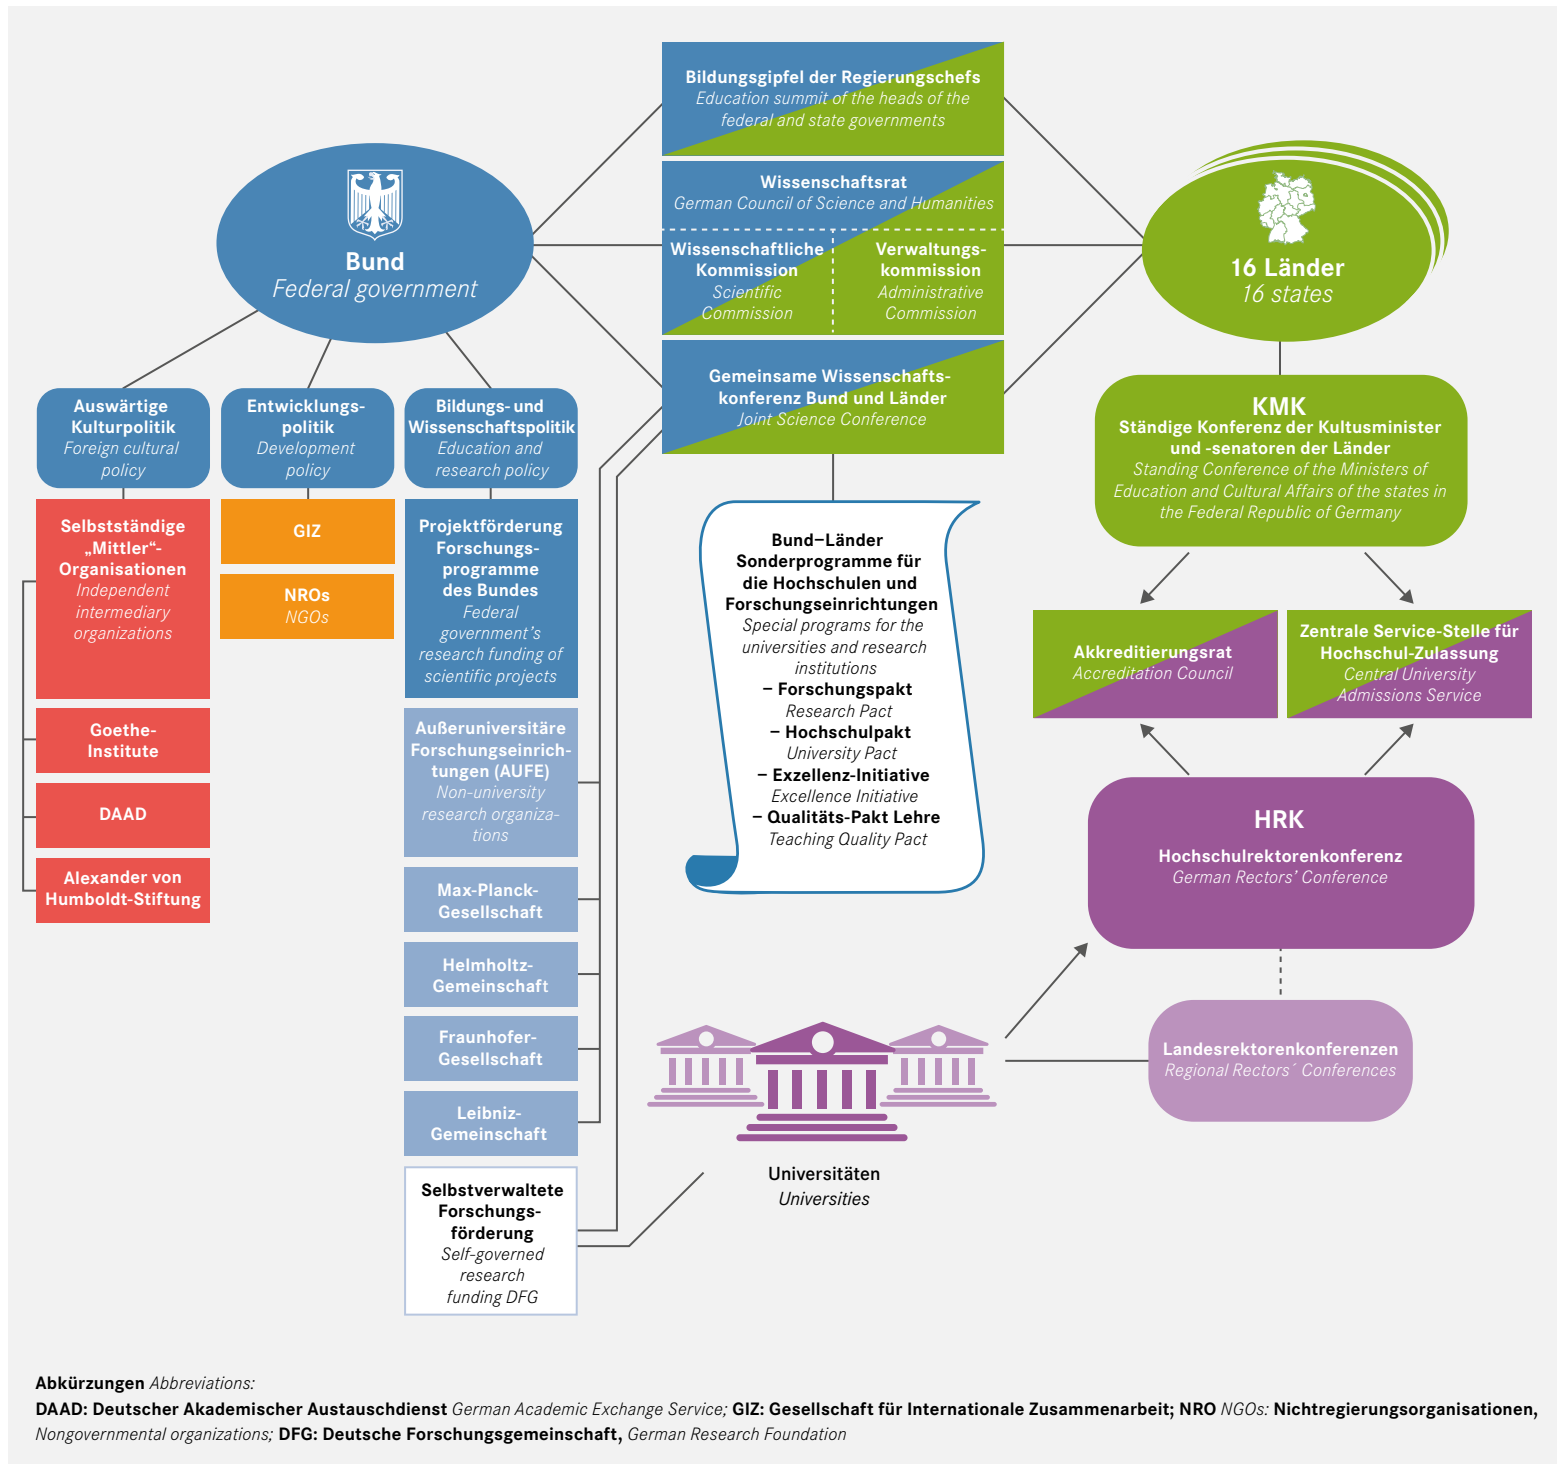 Bildungsgipfel der Regierungschefs
Education summit of the heads of the
federal and state governments
Wissenschaftsrat
German Council of Science and Humanities
Wissenschaftliche
Kommission
Scientific
Commission
Verwaltungs-
kommission
Administrative
Commission
Gemeinsame Wissenschafts-
konferenz Bund und Länder
Joint Science Conference
Bund
Federal government
16 Länder
16 states
Auswärtige
Kulturpolitik
Foreign cultural
policy
Entwicklungs-
politik
Development
policy
Bildungs- und
Wissenschaftspolitik
Education and
research policy
Selbstständige
„Mittler“-
Organisationen
Independent
intermediary
organizations
Goethe-
Institute
DAAD
Alexander von
Humboldt-Stiftung
GIZ
NROs
NGOs
Projektförderung
Forschungs-
programme
des Bundes
Federal
government’s
research funding of
scientific projects
Außeruniversitäre
Forschungseinrich-
tungen (AUFE)
Non-university
research organiza-
tions
Max-Planck-
Gesellschaft
Helmholtz-
Gemeinschaft
Fraunhofer-
Gesellschaft
Leibniz-
Gemeinschaft
Selbstverwaltete
Forschungs-
förderung
Self-governed
research
funding DFG
Bund–Länder
Sonderprogramme für
die Hochschulen und
Forschungseinrichtungen
Special programs for the
universities and research
institutions
– Forschungspakt
Research Pact
– Hochschulpakt
University Pact
– Exzellenz-Initiative
Excellence Initiative
– Qualitäts-Pakt Lehre
Teaching Quality Pact
KMK
Ständige Konferenz der Kultusminister
und -senatoren der Länder
Standing Conference of the Ministers of
Education and Cultural Affairs of the states in
the Federal Republic of Germany
Akkreditierungsrat
Accreditation Council
Zentrale Service-Stelle für
Hochschul-Zulassung
Central University
Admissions Service
HRK
Hochschulrektorenkonferenz
German Rectors’ Conference
Landesrektorenkonferenzen
Regional Rectors´ Conferences
Universitäten
Universities
Abkürzungen Abbreviations:
DAAD: Deutscher Akademischer Austauschdienst German Academic Exchange Service; GIZ: Gesellschaft für Internationale Zusammenarbeit; NRO NGOs: Nichtregierungsorganisationen,
Nongovernmental organizations; DFG: Deutsche Forschungsgemeinschaft, German Research Foundation